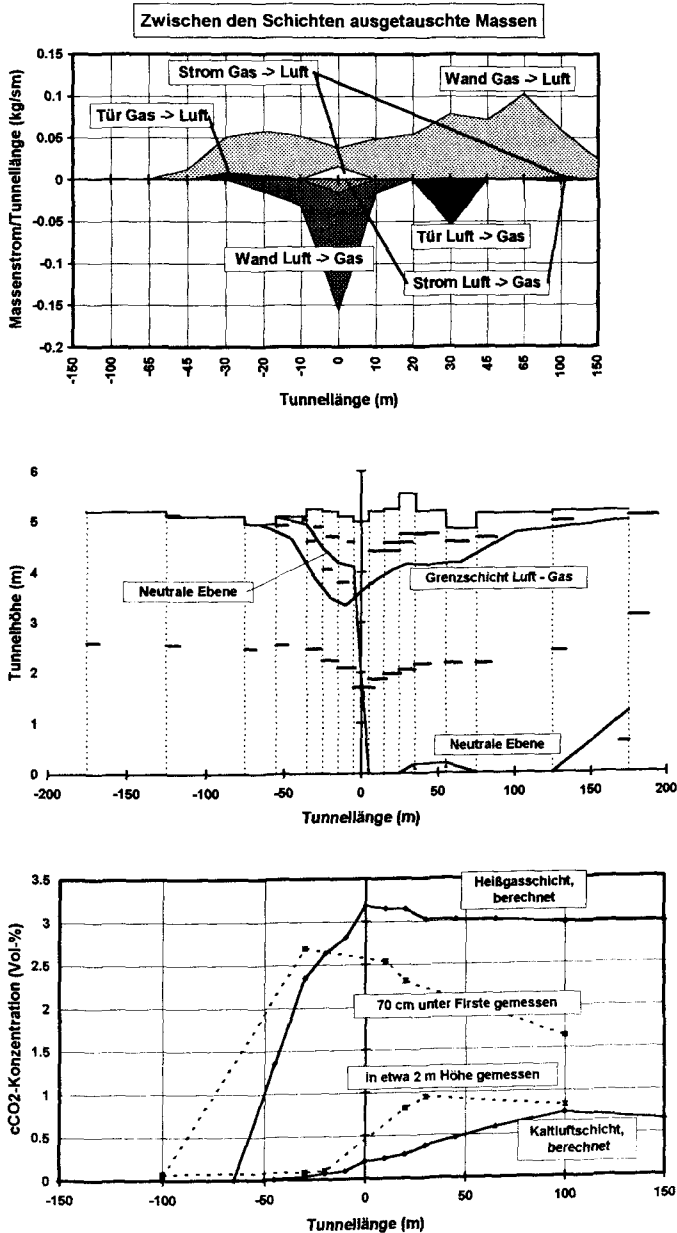 Zwischen den Schichten ausgetauschte Massen
Massenstrom/Tunnellänge (kg/sm)
0.15
0.1
0.05
0
-0.05
-0.1
-0.15
-0.2
Strom Gas -> Luft
Wand Gas -> Luft
Tür Gas -> Luft
Tür Luft -> Gas
Wand Luft -> Gas
Strom Luft -> Gas
-150 -100 -65 -45 -30 -20 -10 0 10 20 30 45 65 100 150
Tunnellänge (m)
Tunnelhöhe (m)
6
5
4
3
2
1
0
Neutrale Ebene
Grenzschicht Luft - Gas
Neutrale Ebene
-200 -150 -100 -50 0 50 100 150 200
Tunnellänge (m)
cCO2-Konzentration (Vol-%)
3.5
3
2.5
2
1.5
1
0.5
0
Heißgasschicht,
berechnet
70 cm unter Firste gemessen
in etwa 2 m Höhe gemessen
Kaltluftschicht,
berechnet
-150 -100 -50 0 50 100 150
Tunnellänge (m)